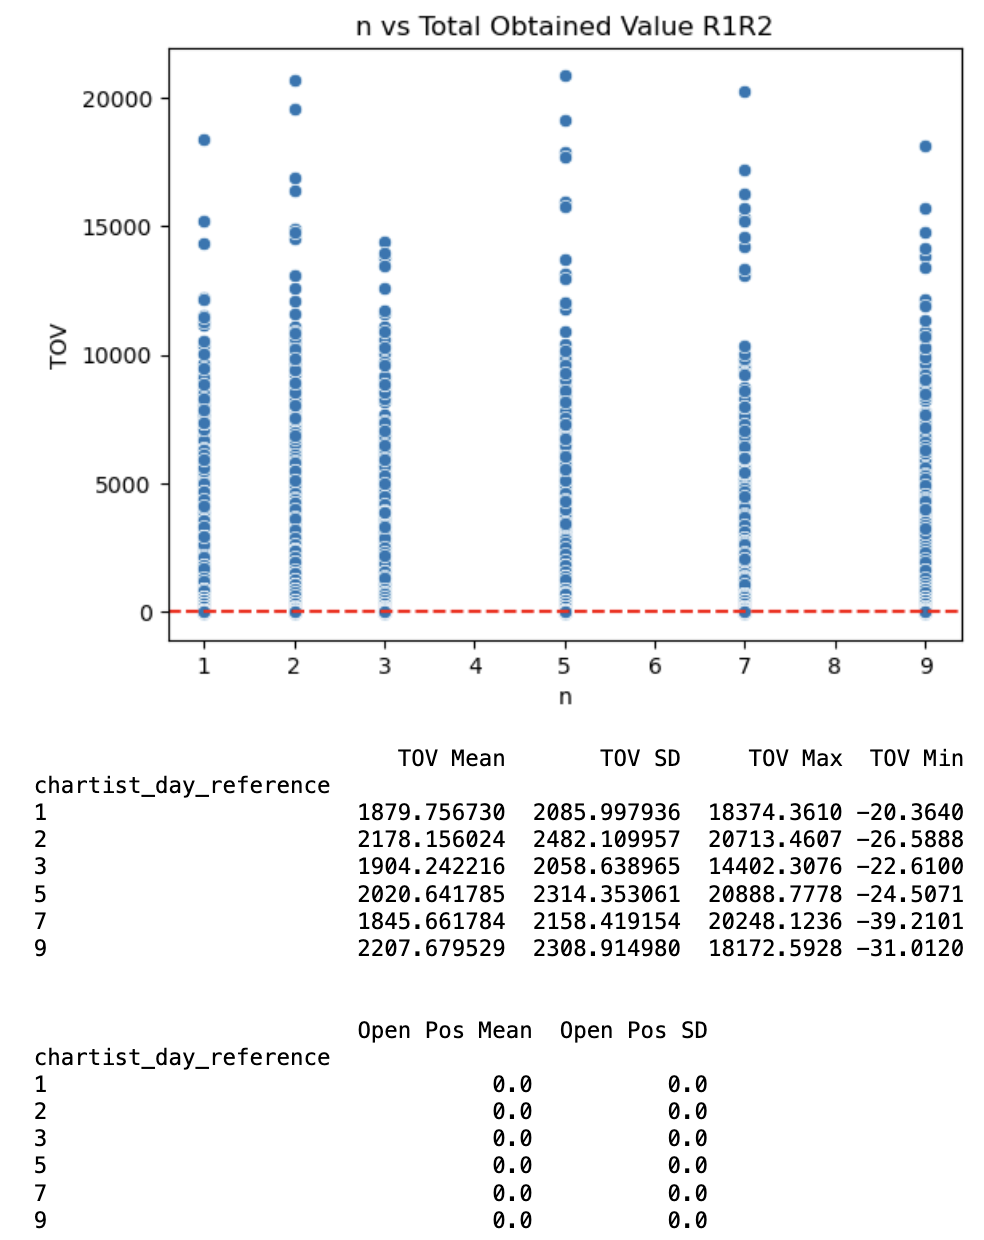 n vs Total Obtained Value R1R2
20000
15000
10000
5000
0
TOV
1 2 3 4 5 6 7 8 9
n
TOV Mean TOV SD TOV Max TOV Min
chartist_day_reference
1 1879.756730 2085.997936 18374.3610 -20.3640
2 2178.156024 2482.109957 20713.4607 -26.5888
3 1904.242216 2058.638965 14402.3076 -22.6100
5 2020.641785 2314.353061 20888.7778 -24.5071
7 1845.661784 2158.419154 20248.1236 -39.2101
9 2207.679529 2308.914980 18172.5928 -31.0120
Open Pos Mean Open Pos SD
chartist_day_reference
1 0.0 0.0
2 0.0 0.0
3 0.0 0.0
5 0.0 0.0
7 0.0 0.0
9 0.0 0.0